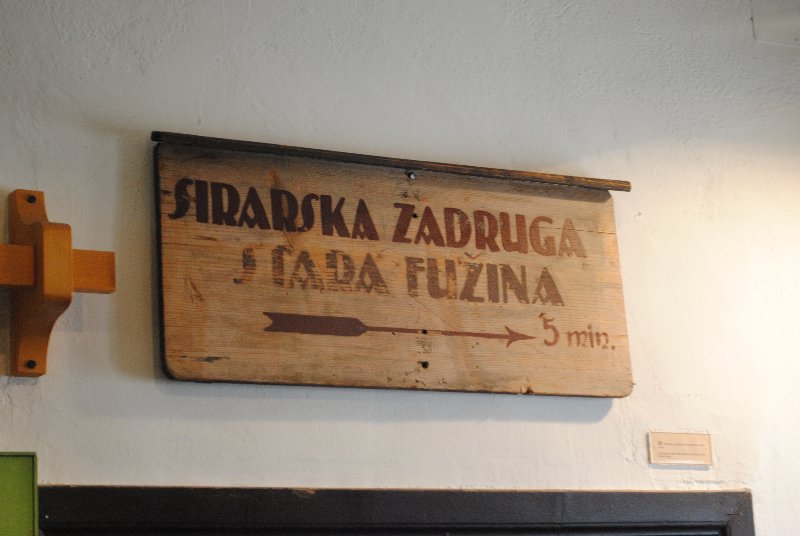 SIRARSKA ZADRUGA
STARA FUŽINA
5 min.